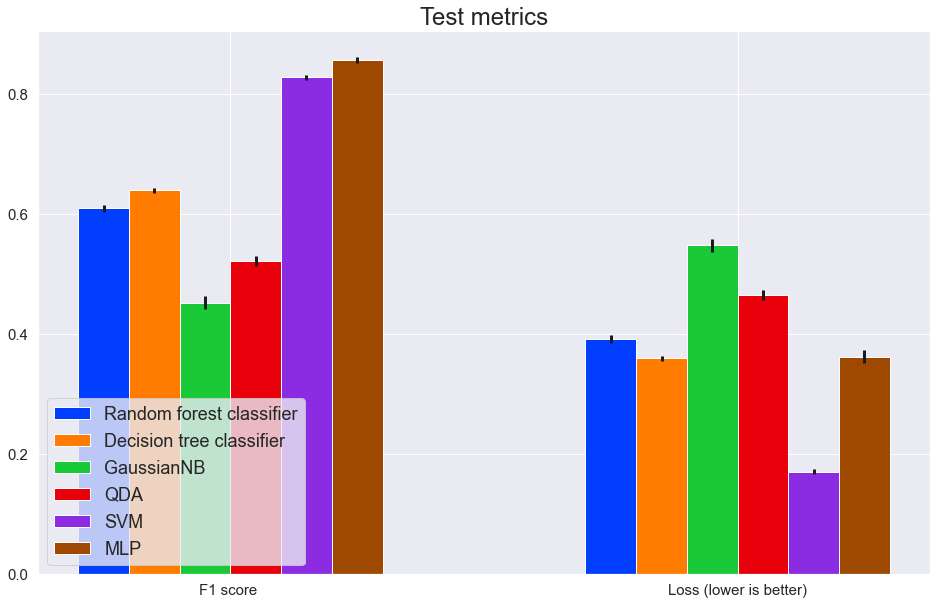 Test metrics
0.8
0.6
0.4
0.2
0.0
Random forest classifier
Decision tree classifier
GaussianNB
QDA
SVM
MLP
F1 score
Loss (lower is better)